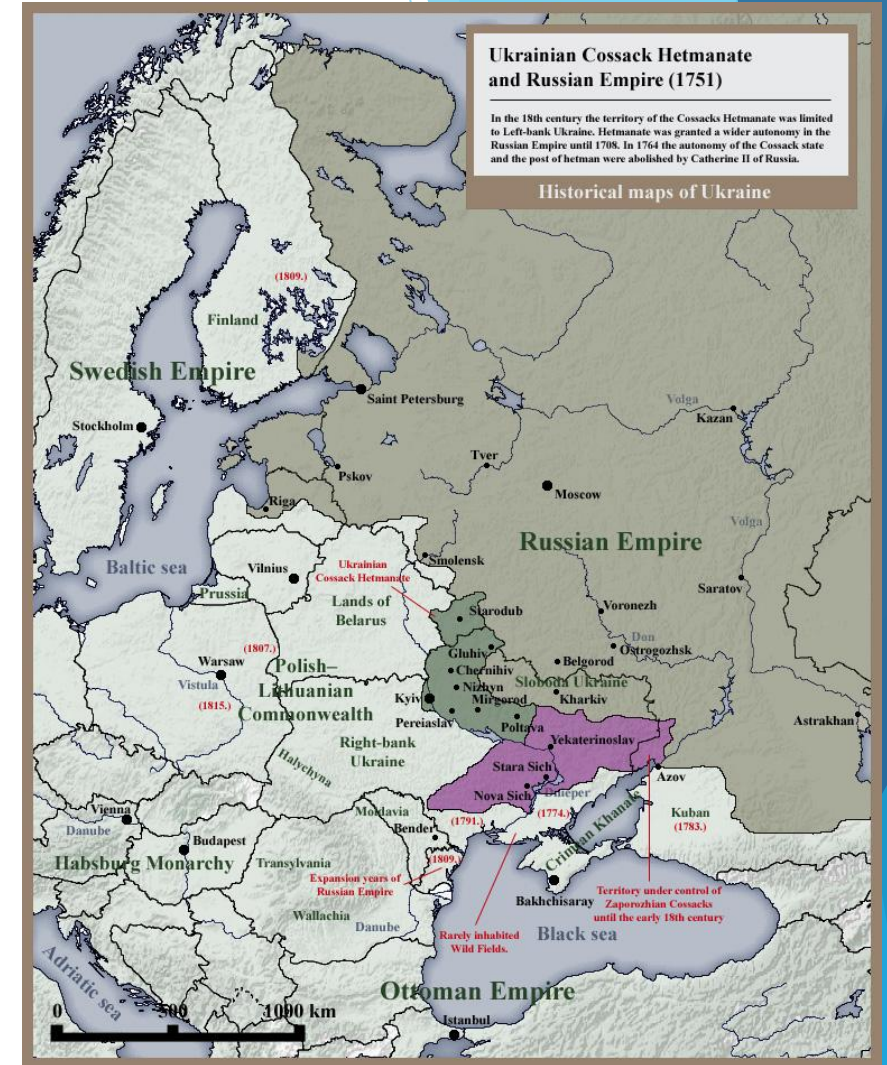 Ukrainian Cossack Hetmanate
and Russian Empire (1751)
In the 18th century the territory of the Cossacks Hetmanate was limited
to Left-bank Ukraine. Hetmanate was granted a wider autonomy in the
Russian Empire until 1708. In 1764 the autonomy of the Cossack state
and the post of hetman were abolished by Catherine II of Russia.
Historical maps of Ukraine
(1809.)
Finland
Swedish Empire
Saint Petersburg
Stockholm
Volga
Kazan
Tver
Pskov
Moscow
Riga
Volga
Russian Empire
Baltic sea
Vilnius
Smolensk
Ukrainian
Cossack Hetmanate
Prussia
Lands of
Belarus
Saratov
Starodub
Voronezh
Don
Ostrogozhsk
(1807.)
Warsaw
Vistula
(1815.)
Polish–
Lithuanian
Commonwealth
Gluhiv
Chernihiv
Nizhyn
Belgorod
Sloboda Ukraine
Kyiv
Mirgorod
Kharkiv
Pereiaslav
Poltava
Astrakhan
Right-bank
Ukraine
Yekaterinoslav
Halychyna
Stara Sich
Azov
Nova Sich
Dnieper
Vienna
Danube
Moldavia
Bender
(1791.)
(1774.)
Kuban
(1783.)
Budapest
Habsburg Monarchy
Transylvania
(1809.)
Crimean Khanate
Expansion years of
Russian Empire
Bakhchisaray
Territory under control of
Zaporozhian Cossacks
until the early 18th century
Wallachia
Danube
Rarely inhabited
Wild Fields.
Black sea
Adriatic sea
Ottoman Empire
0 500 1000 km
Istanbul